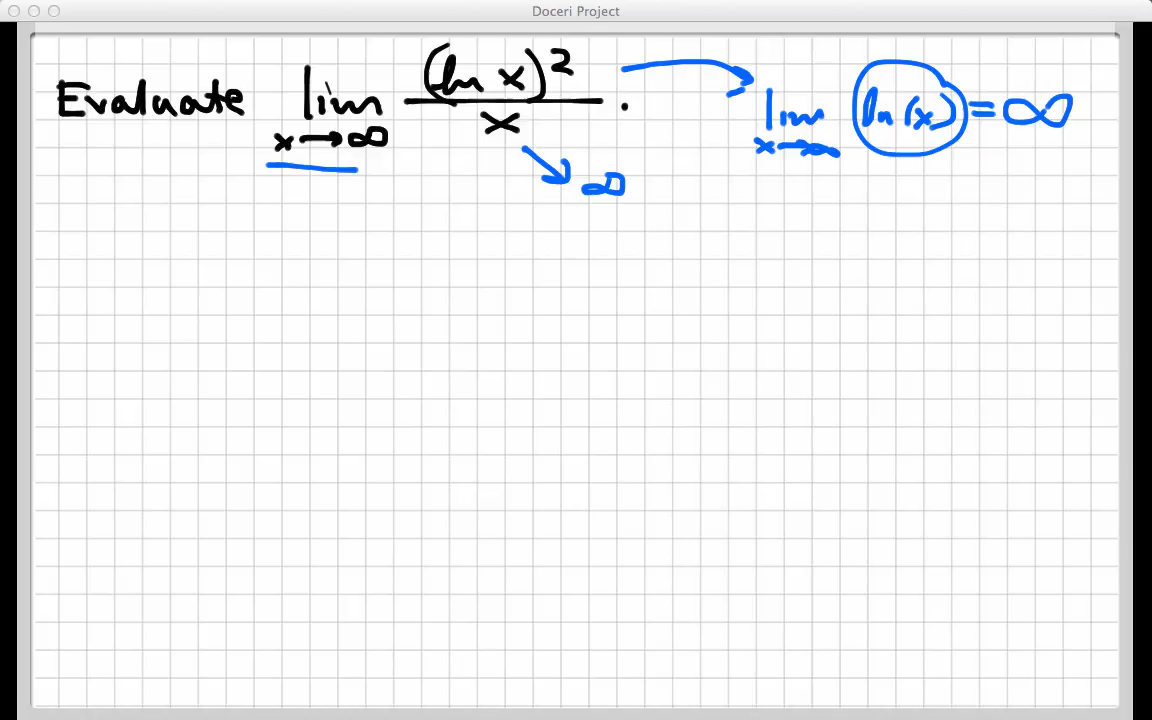 Doceri Project
Evaluate lim x→∞ (ln x)² / x .
lim x→∞ ln(x) = ∞
∞